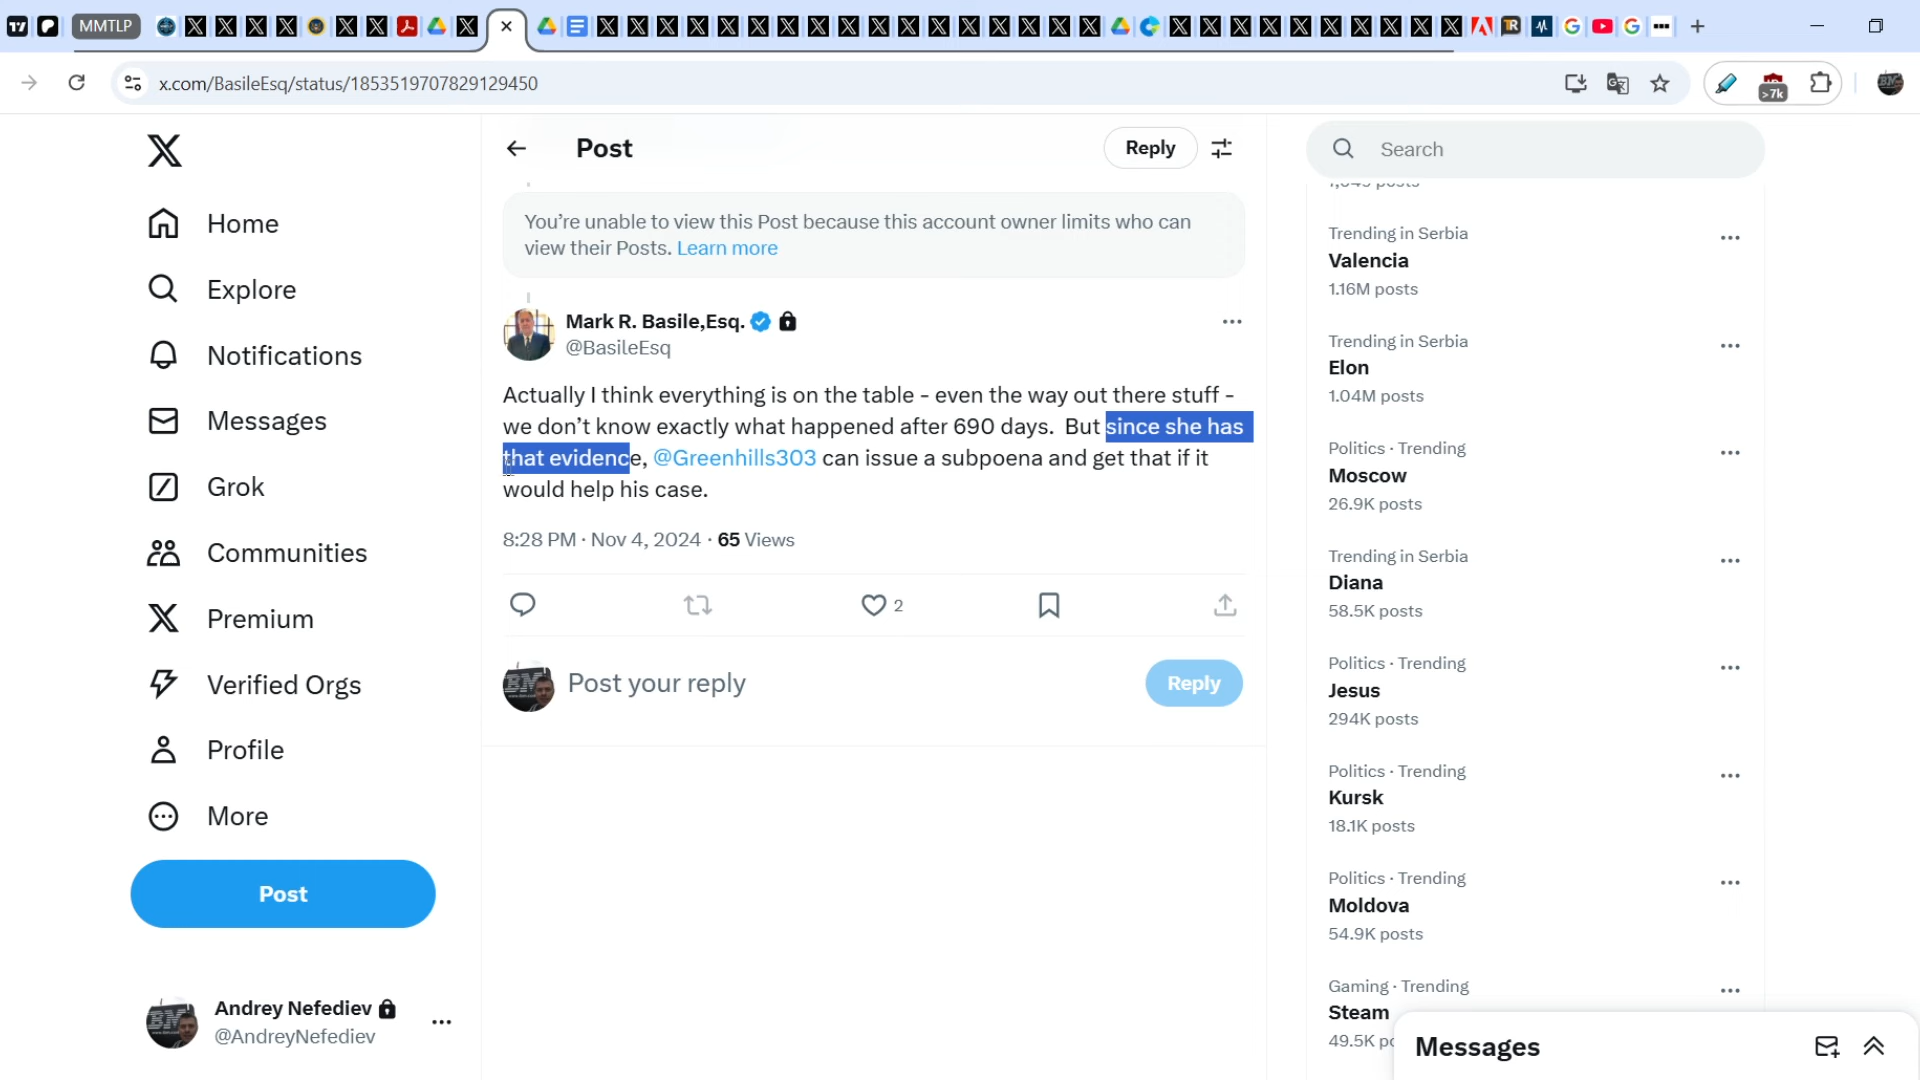 MMTLP
x.com/BasileEsq/status/1853519707829129450
>7k
Post
Reply
Search
You're unable to view this Post because this account owner limits who can
view their Posts. Learn more
Mark R. Basile,Esq.
@BasileEsq
Actually I think everything is on the table - even the way out there stuff -
we don't know exactly what happened after 690 days.  But since she has
that evidence, @Greenhills303 can issue a subpoena and get that if it
would help his case.
8:28 PM · Nov 4, 2024 · 65 Views
2
Post your reply
Reply
Home
Explore
Notifications
Messages
Grok
Communities
Premium
Verified Orgs
Profile
More
Post
Andrey Nefediev
@AndreyNefediev
Trending in Serbia
Valencia
1.16M posts
Trending in Serbia
Elon
1.04M posts
Politics · Trending
Moscow
26.9K posts
Trending in Serbia
Diana
58.5K posts
Politics · Trending
Jesus
294K posts
Politics · Trending
Kursk
18.1K posts
Politics · Trending
Moldova
54.9K posts
Gaming · Trending
Steam
49.5K
Messages